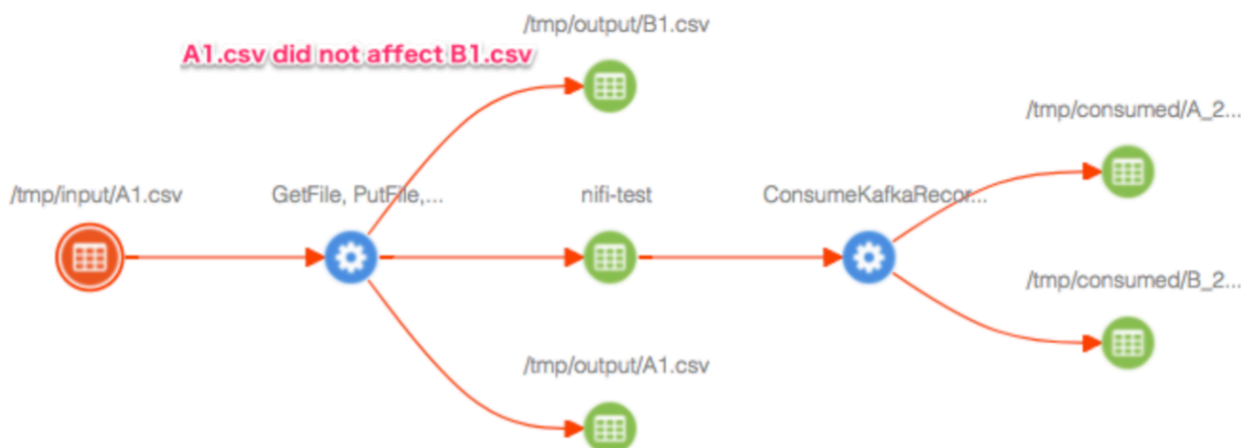 /tmp/output/B1.csv
A1.csv did not affect B1.csv
/tmp/consumed/A_2...
/tmp/input/A1.csv
GetFile, PutFile,...
nifi-test
ConsumeKafkaRecor...
/tmp/consumed/B_2...
/tmp/output/A1.csv